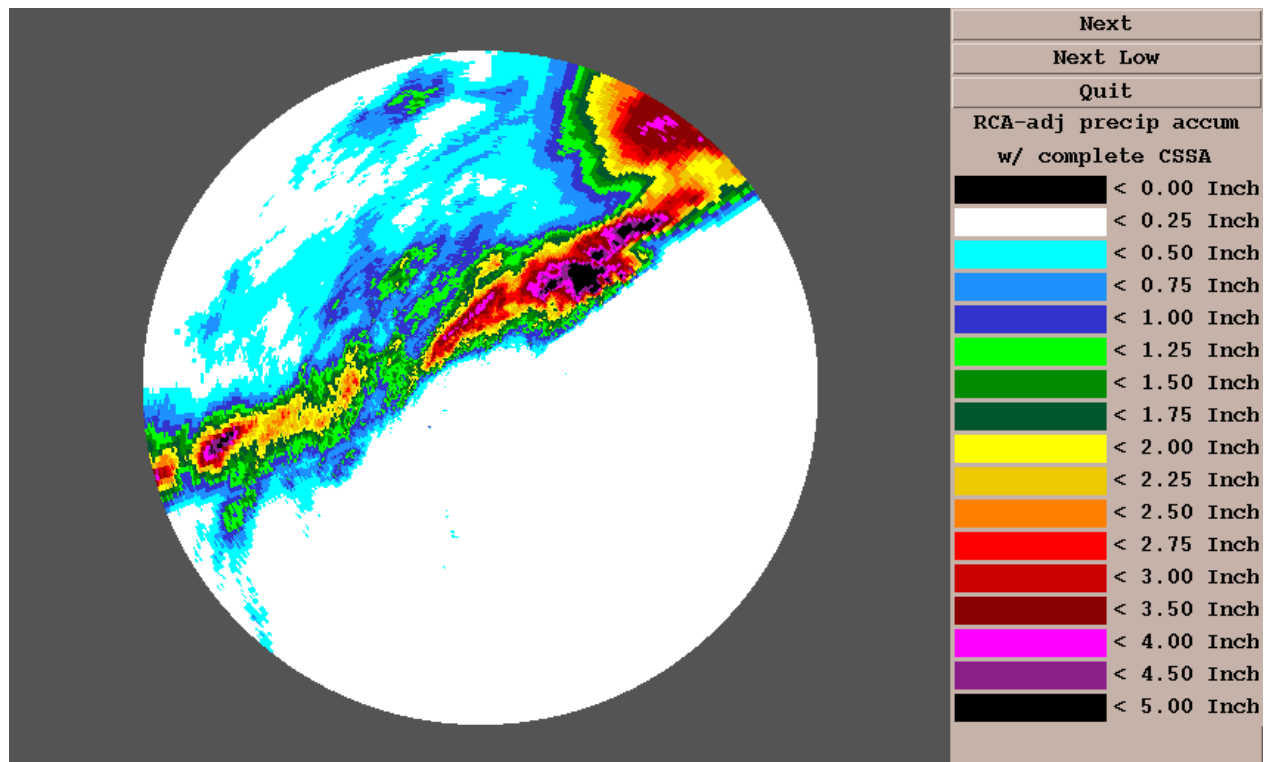 Next
Next Low
Quit
RCA-adj precip accum
w/ complete CSSA
< 0.00 Inch
< 0.25 Inch
< 0.50 Inch
< 0.75 Inch
< 1.00 Inch
< 1.25 Inch
< 1.50 Inch
< 1.75 Inch
< 2.00 Inch
< 2.25 Inch
< 2.50 Inch
< 2.75 Inch
< 3.00 Inch
< 3.50 Inch
< 4.00 Inch
< 4.50 Inch
< 5.00 Inch